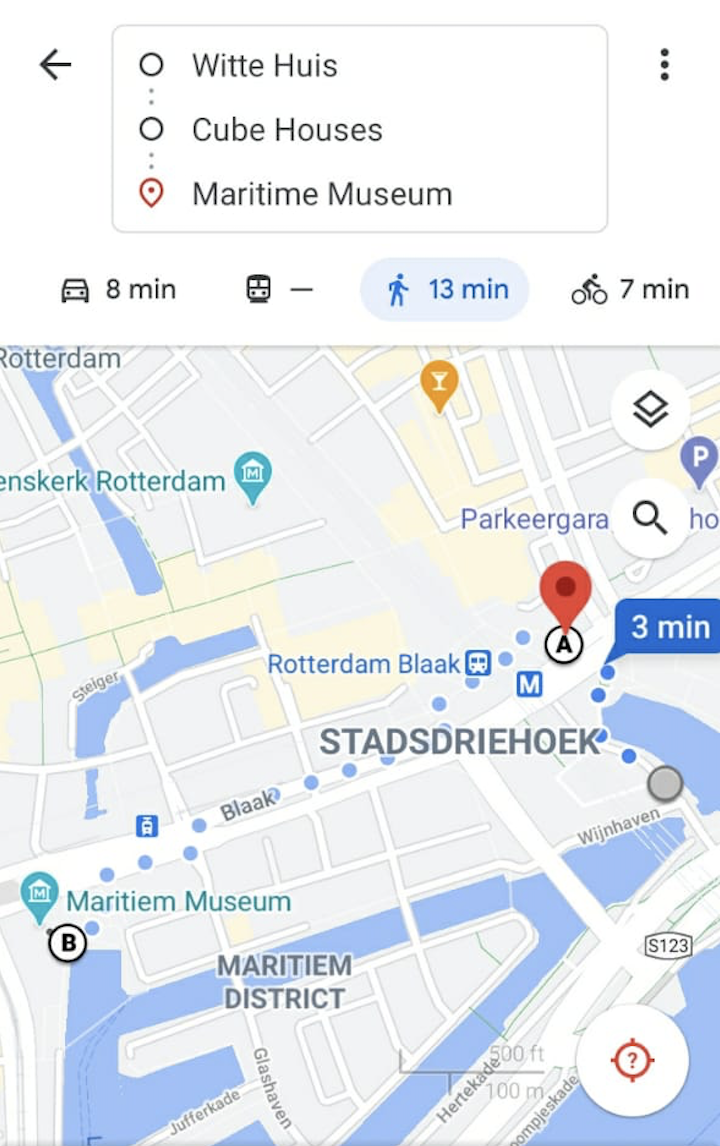 Witte Huis
Cube Houses
Maritime Museum
8 min
—
13 min
7 min
Rotterdam
enskerk Rotterdam
P
Parkeergara
ho
A
3 min
Rotterdam Blaak
M
Steiger
STADSDRIEHOEK
Blaak
Wijnhaven
Maritiem Museum
B
S123
MARITIEM
DISTRICT
500 ft
100 m
Glashaven
Jufferkade
Hertekade
oompjeskade
?